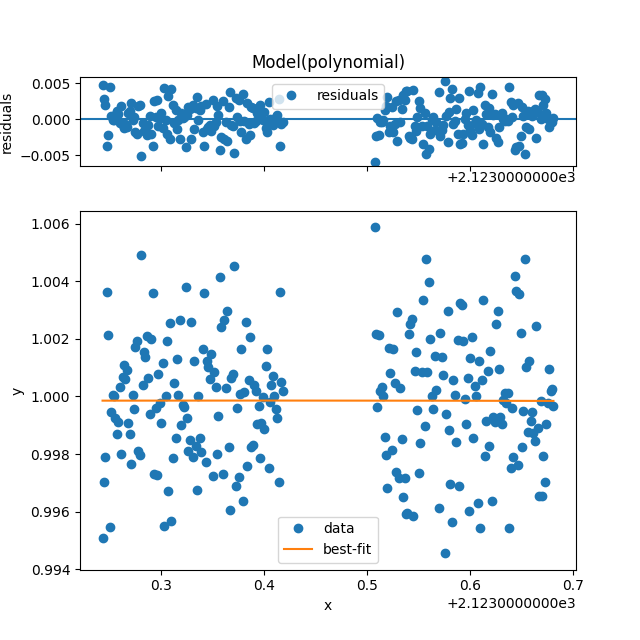 Model(polynomial)
0.005
0.000
−0.005
residuals
residuals
+2.1230000000e3
1.006
1.004
1.002
1.000
0.998
0.996
0.994
y
data
best-fit
0.3 0.4 0.5 0.6 0.7
x
+2.1230000000e3